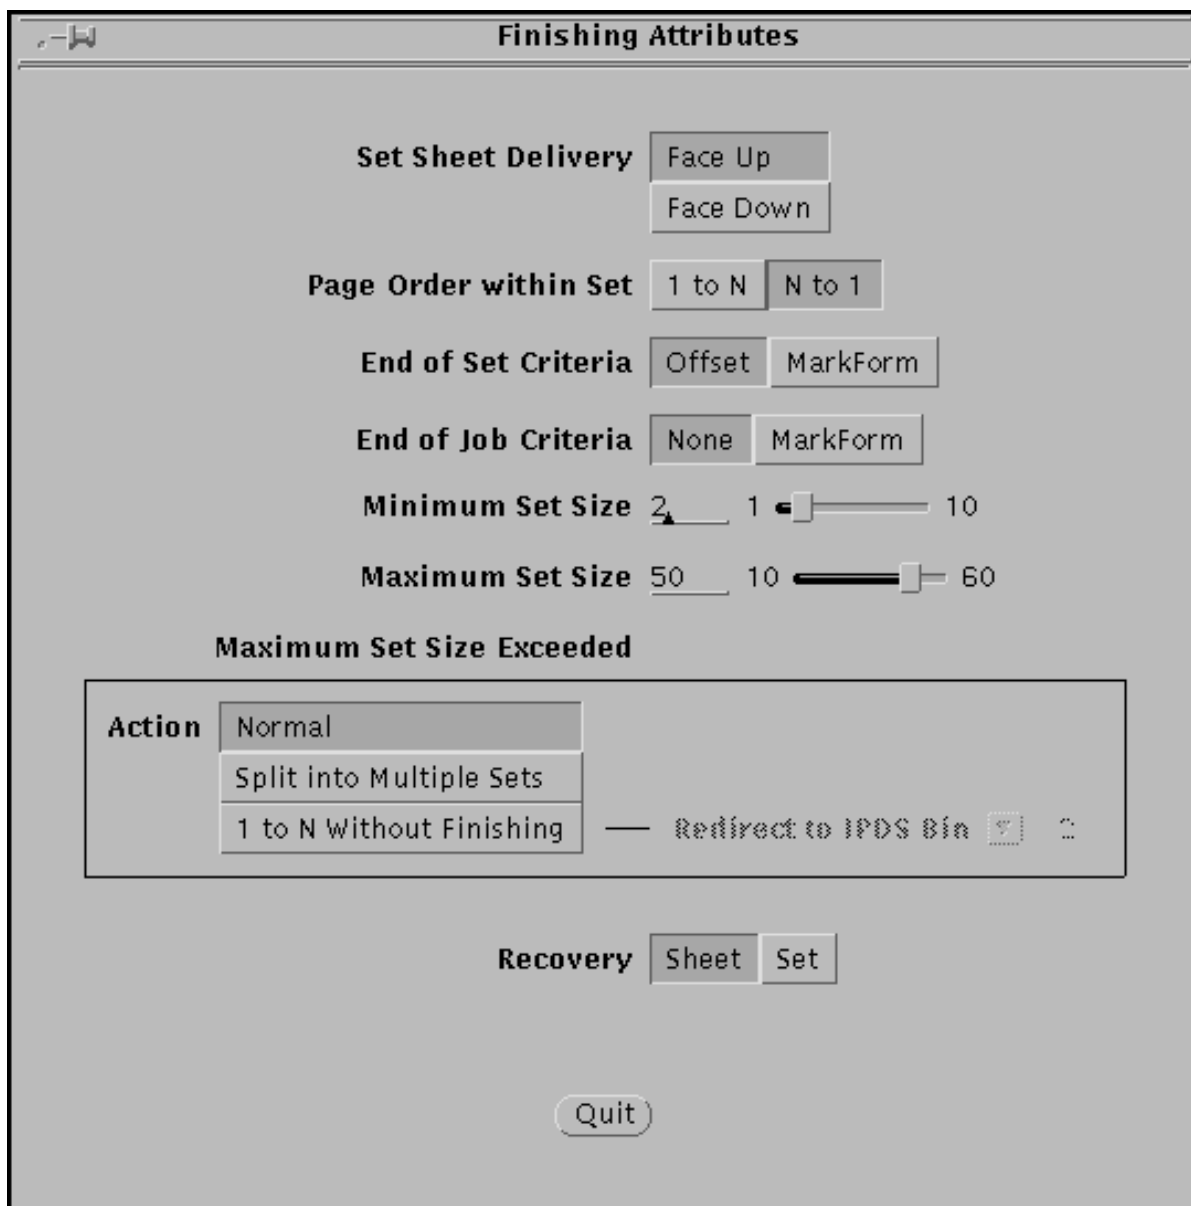 Finishing Attributes
Set Sheet Delivery Face Up
Face Down
Page Order within Set 1 to N N to 1
End of Set Criteria Offset MarkForm
End of Job Criteria None MarkForm
Minimum Set Size 2 1 10
Maximum Set Size 50 10 60
Maximum Set Size Exceeded
Action Normal
Split into Multiple Sets
1 to N Without Finishing Redirect to IPDS Bin
Recovery Sheet Set
Quit